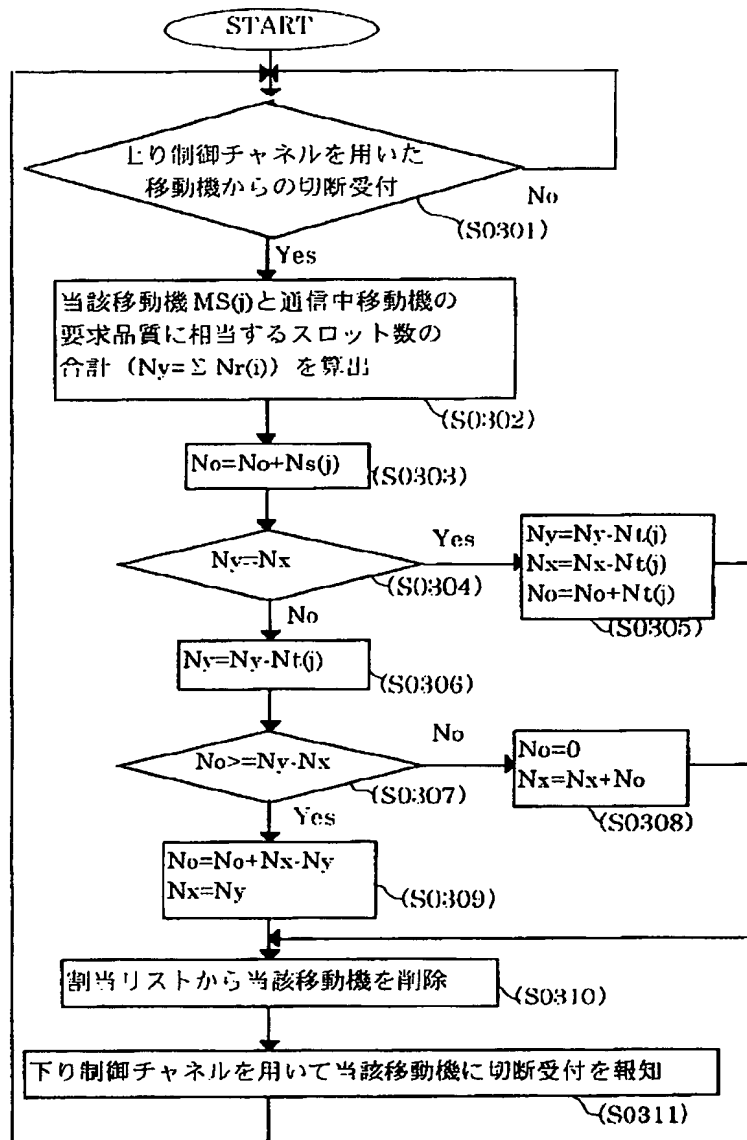 START
上り制御チャネルを用いた
移動機からの切断受付
No
(S0301)
Yes
当該移動機 MS(j)と通信中移動機の
要求品質に相当するスロット数の
合計（Ny=Σ Nr(i)）を算出
(S0302)
No=No+Ns(j)
(S0303)
Ny=Nx
Yes
(S0304)
Ny=Ny-Nt(j)
Nx=Nx-Nt(j)
No=No+Nt(j)
(S0305)
No
Ny=Ny-Nt(j)
(S0306)
No>=Ny-Nx
No
(S0307)
No=0
Nx=Nx+No
(S0308)
Yes
No=No+Nx-Ny
Nx=Ny
(S0309)
割当リストから当該移動機を削除
(S0310)
下り制御チャネルを用いて当該移動機に切断受付を報知
(S0311)